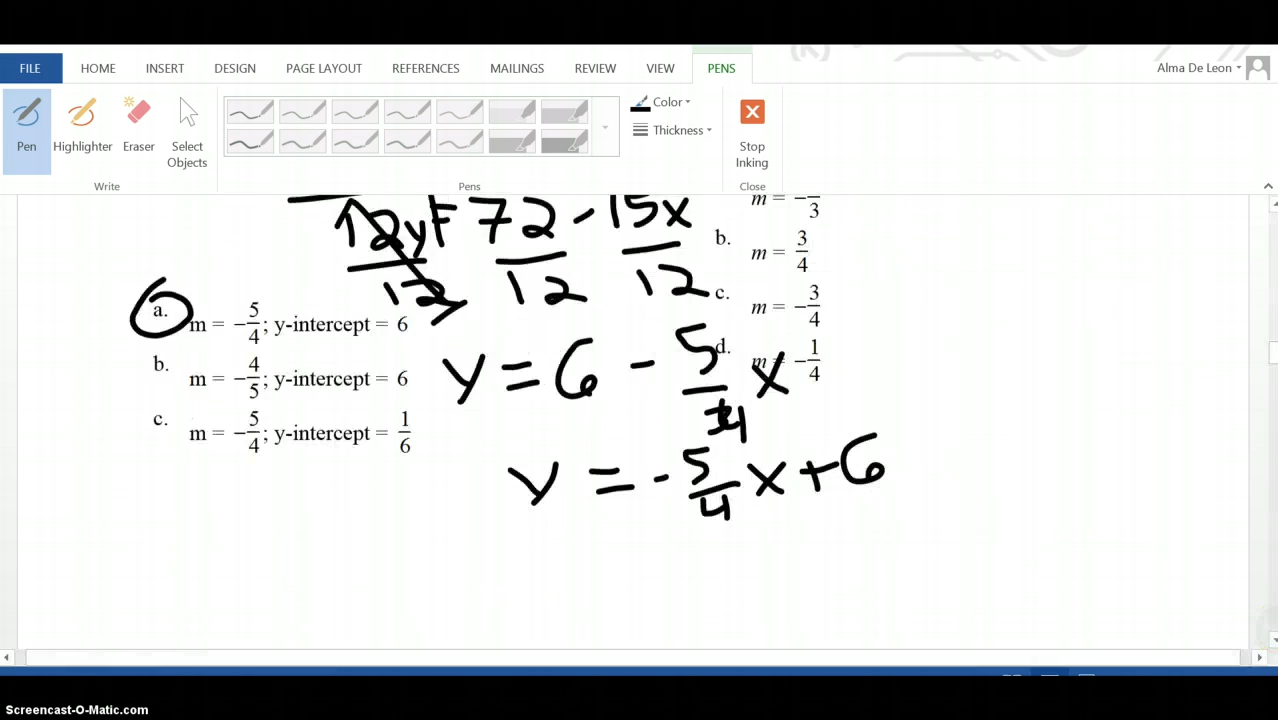 FILE HOME INSERT DESIGN PAGE LAYOUT REFERENCES MAILINGS REVIEW VIEW PENS Alma De Leon
Pen Highlighter Eraser Select Objects Color Thickness Stop Inking
Write Pens Close
12y = 72 - 15x
12 12 12
m = -/3
b. m = 3/4
c. m = -3/4
d. m = -1/4
a. m = -5/4; y-intercept = 6
b. m = -4/5; y-intercept = 6
c. m = -5/4; y-intercept = 1/6
y = 6 - 5/4 x
y = -5/4 x + 6
Screencast-O-Matic.com